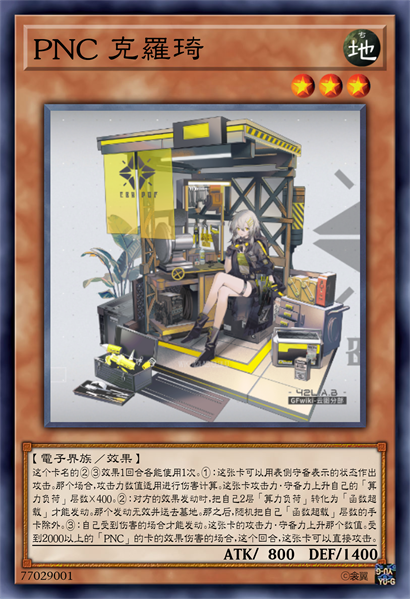 PNC 克羅琦
ち
地
42LAB
GFwiki-云图分部
【電子界族／效果】
这个卡名的②③效果1回合各能使用1次。①：这张卡可以用表侧守备表示的状态作出
攻击。那个场合，攻击力数值适用进行伤害计算。这张卡攻击力·守备力上升自己的「算
力负荷」层数×400。②：对方的效果发动时，把自己2层「算力负荷」转化为「函数超
载」才能发动。那个发动无效并送去墓地。那之后，随机把自己「函数超载」层数的手
卡除外。③：自己受到伤害的场合才能发动。这张卡攻击力·守备力上升那个数值。受
到2000以上的「PNC」的卡的效果伤害的场合，这个回合，这张卡可以直接攻击。
ATK/ 800 DEF/1400
77029001